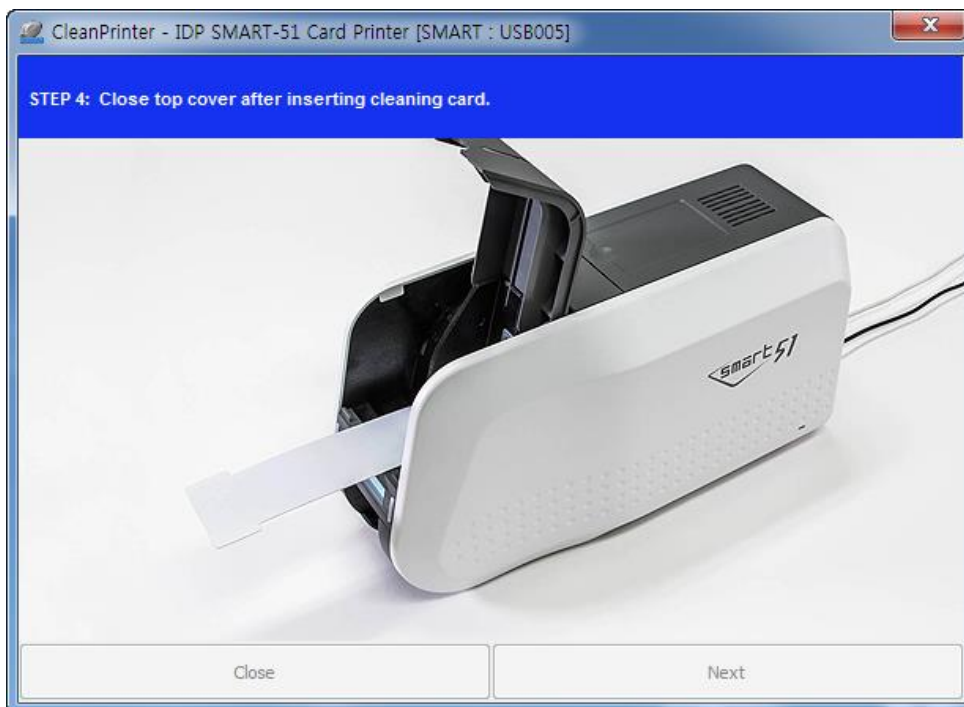 CleanPrinter - IDP SMART-51 Card Printer [SMART : USB005]
STEP 4: Close top cover after inserting cleaning card.
smart 51
Close
Next